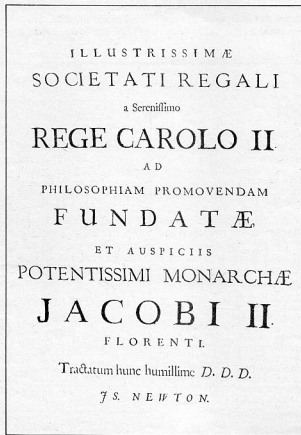 ILLUSTRISSIMÆ
SOCIETATI REGALI
a Serenissimo
REGE CAROLO II
AD
PHILOSOPHIAM PROMOVENDAM
FUNDATÆ,
ET AUSPICIIS
POTENTISSIMI MONARCHÆ
JACOBI II
FLORENTI.
Tractatum hunc humillime D. D. D.
JS. NEWTON.